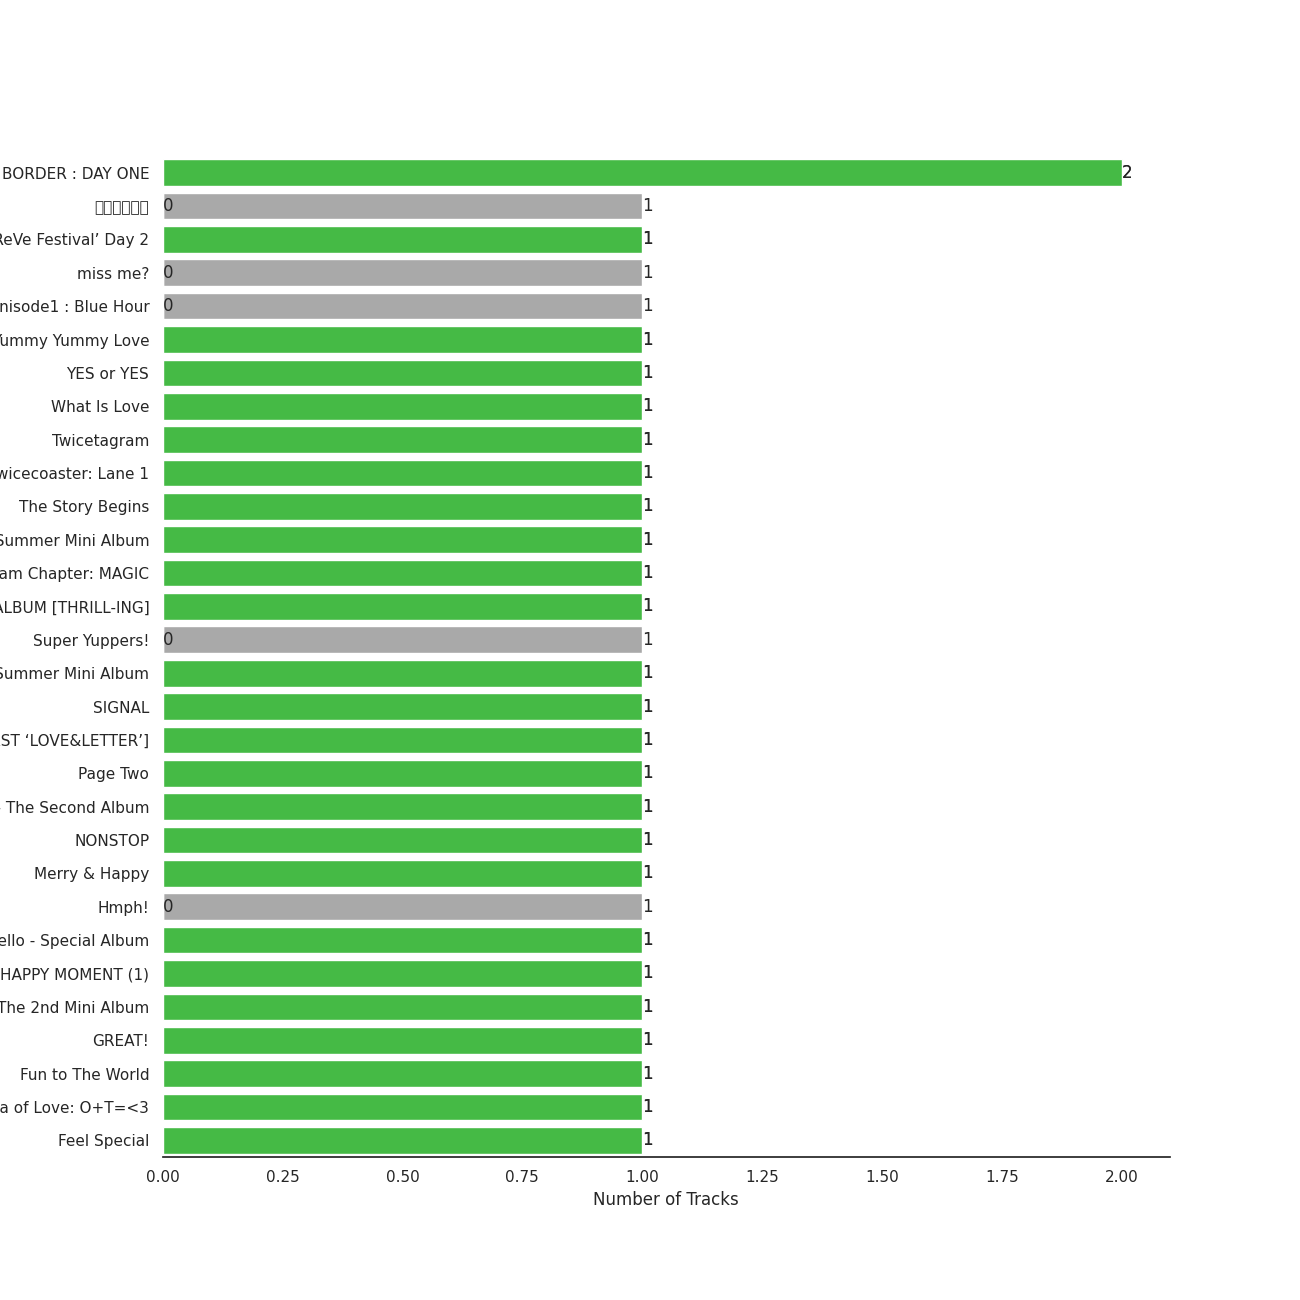 BORDER : DAY ONE 2
0 1
ReVe Festival’ Day 2 1
miss me? 0 1
nisode1 : Blue Hour 0 1
Yummy Yummy Love 1
YES or YES 1
What Is Love 1
Twicetagram 1
wicecoaster: Lane 1 1
The Story Begins 1
Summer Mini Album 1
am Chapter: MAGIC 1
ALBUM [THRILL-ING] 1
Super Yuppers! 0 1
Summer Mini Album 1
SIGNAL 1
ST ‘LOVE&LETTER’] 1
Page Two 1
The Second Album 1
NONSTOP 1
Merry & Happy 1
Hmph! 0 1
ello - Special Album 1
HAPPY MOMENT (1) 1
The 2nd Mini Album 1
GREAT! 1
Fun to The World 1
a of Love: O+T=<3 1
Feel Special 1
0.00 0.25 0.50 0.75 1.00 1.25 1.50 1.75 2.00
Number of Tracks